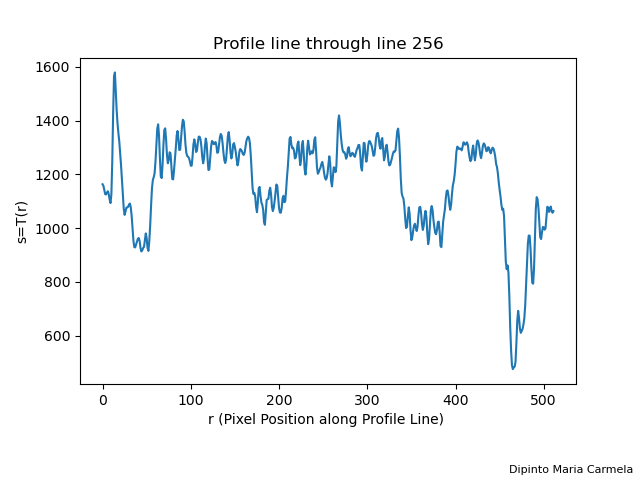 Profile line through line 256
s=T(r)
1600
1400
1200
1000
800
600
0 100 200 300 400 500
r (Pixel Position along Profile Line)
Dipinto Maria Carmela